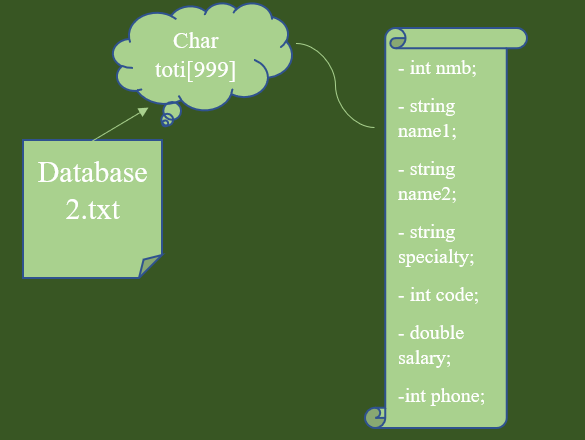 Char
toti[999]
Database
2.txt
- int nmb;
- string
name1;
- string
name2;
- string
specialty;
- int code;
- double
salary;
-int phone;